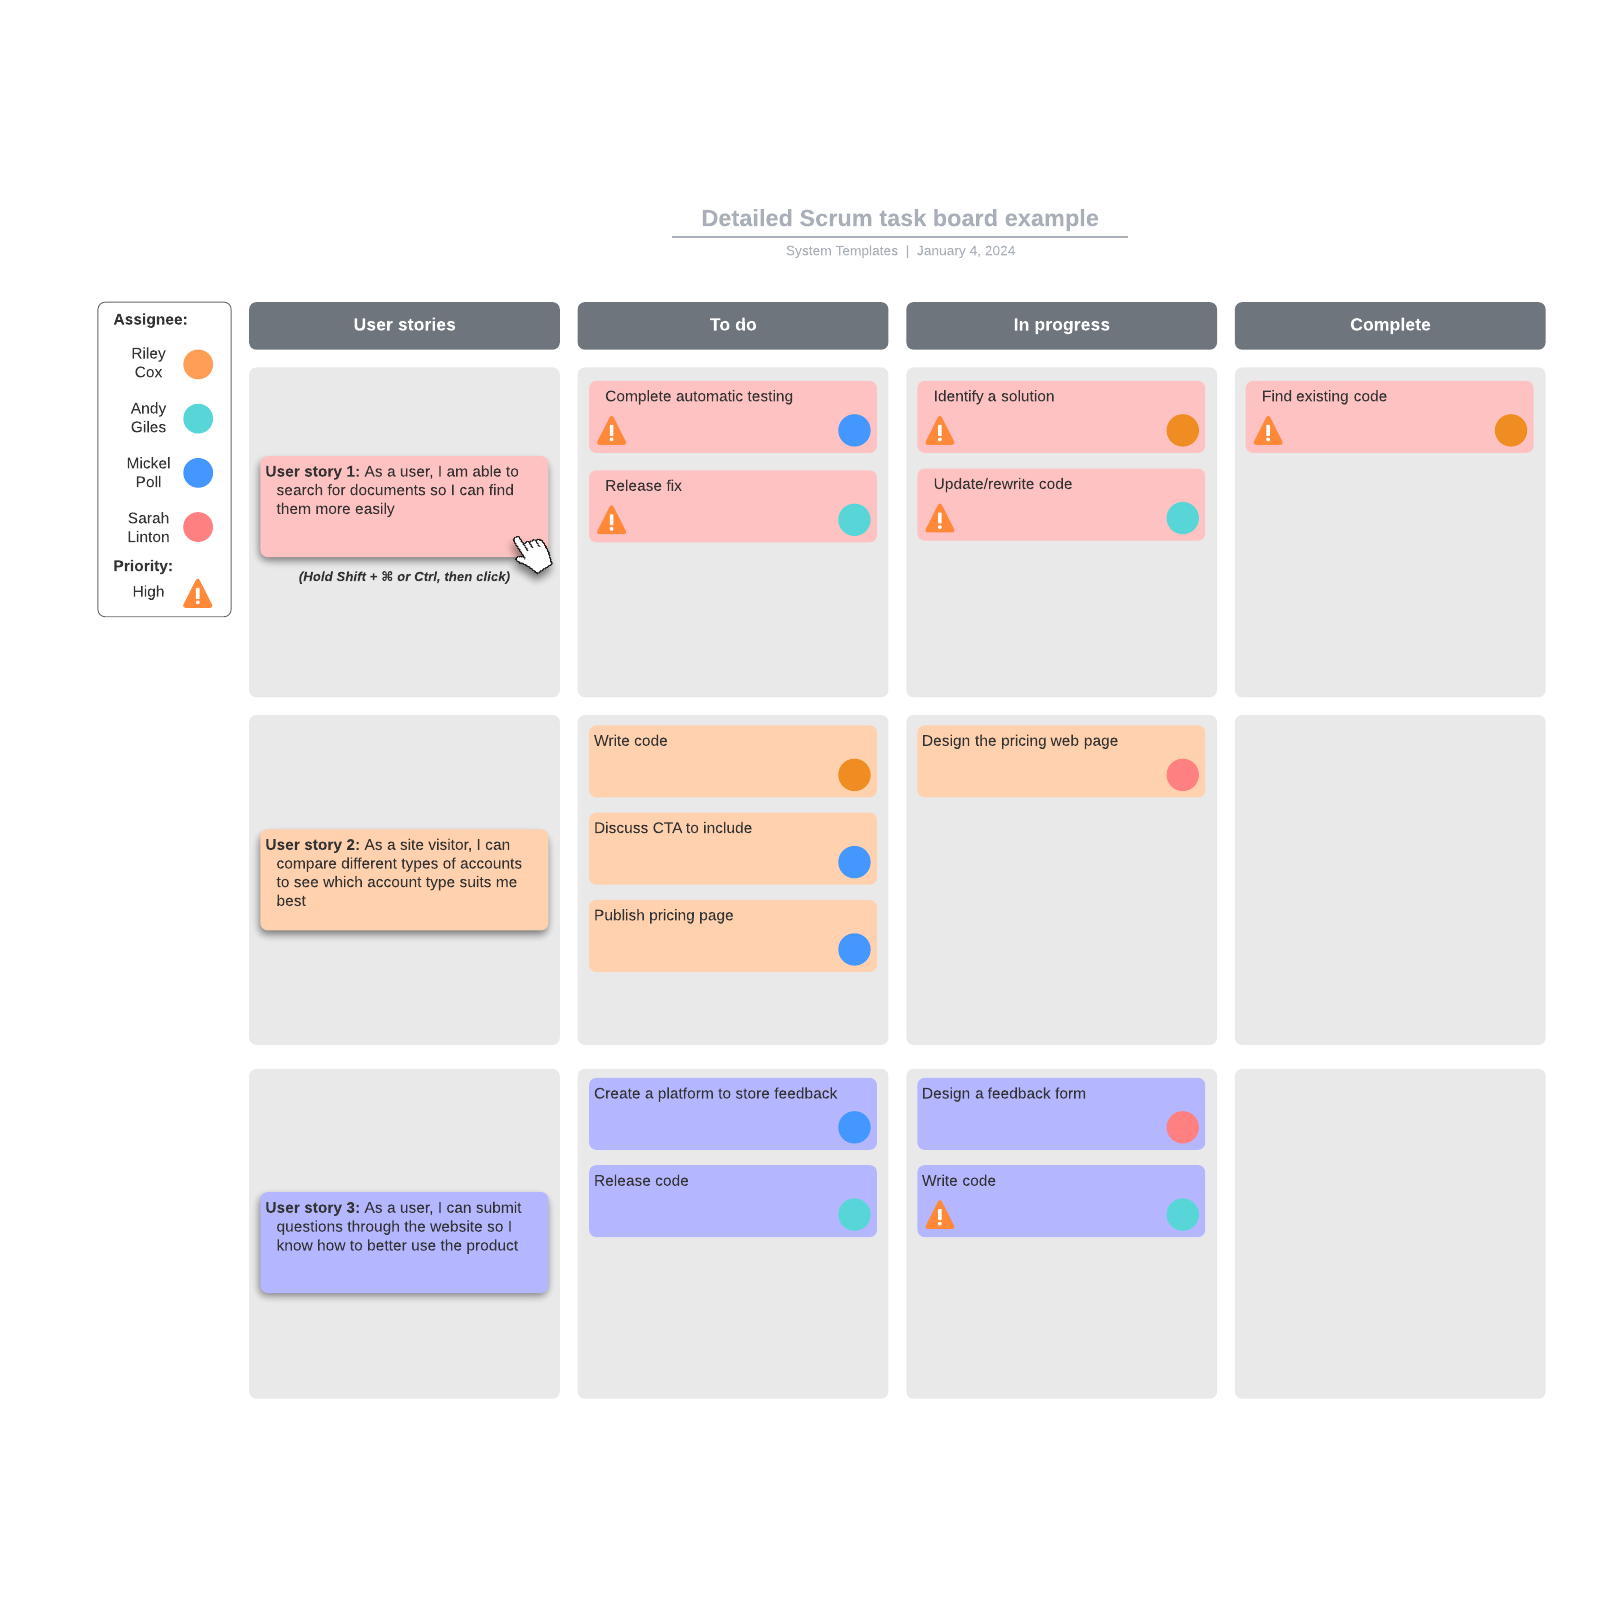 Detailed Scrum task board example
System Templates | January 4, 2024
Assignee:
Riley
Cox
Andy
Giles
Mickel
Poll
Sarah
Linton
Priority:
High
User stories
To do
In progress
Complete
User story 1: As a user, I am able to
search for documents so I can find
them more easily
(Hold Shift + ⌘ or Ctrl, then click)
Complete automatic testing
Release fix
Identify a solution
Update/rewrite code
Find existing code
User story 2: As a site visitor, I can
compare different types of accounts
to see which account type suits me
best
Write code
Discuss CTA to include
Publish pricing page
Design the pricing web page
User story 3: As a user, I can submit
questions through the website so I
know how to better use the product
Create a platform to store feedback
Release code
Design a feedback form
Write code